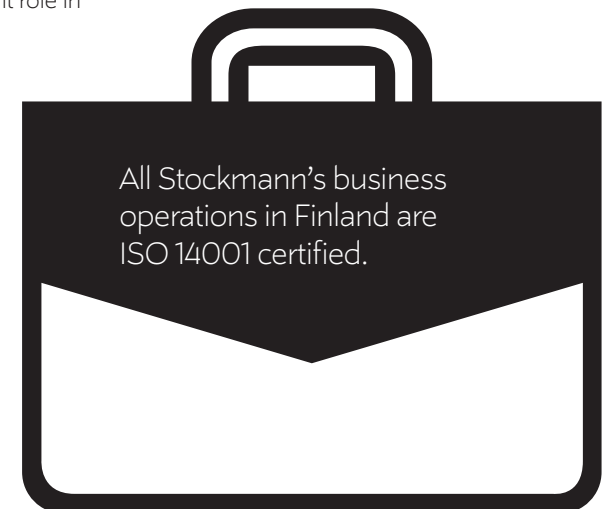 t role in
All Stockmann's business
operations in Finland are
ISO 14001 certified.